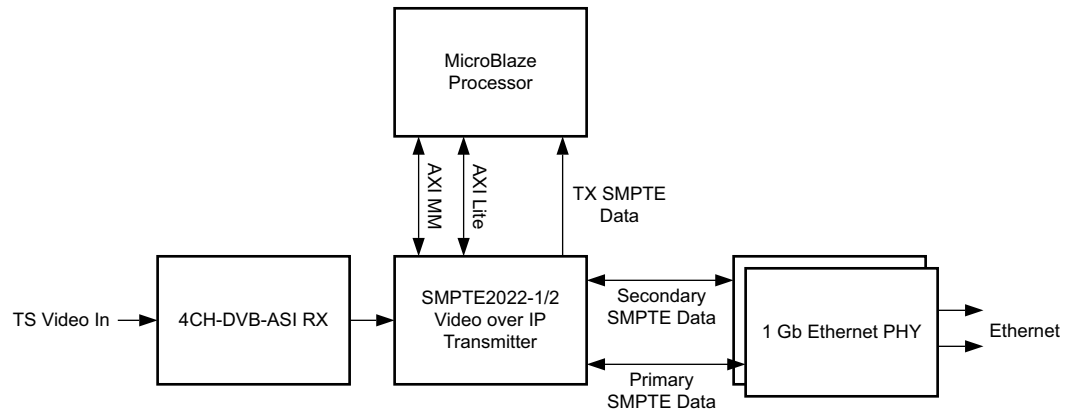 MicroBlaze
Processor
AXI MM
AXI Lite
TX SMPTE
Data
TS Video In
4CH-DVB-ASI RX
SMPTE2022-1/2
Video over IP
Transmitter
Secondary
SMPTE Data
Primary
SMPTE Data
1 Gb Ethernet PHY
Ethernet